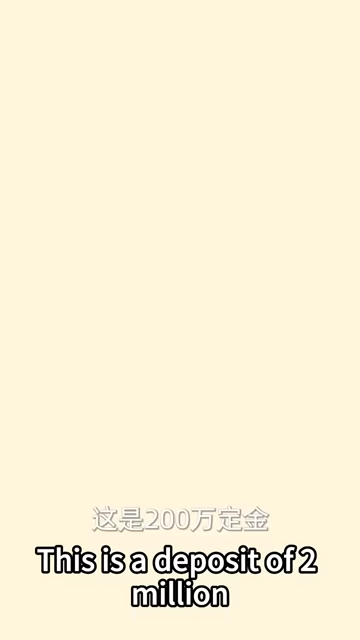 这是200万定金
This is a deposit of 2
million